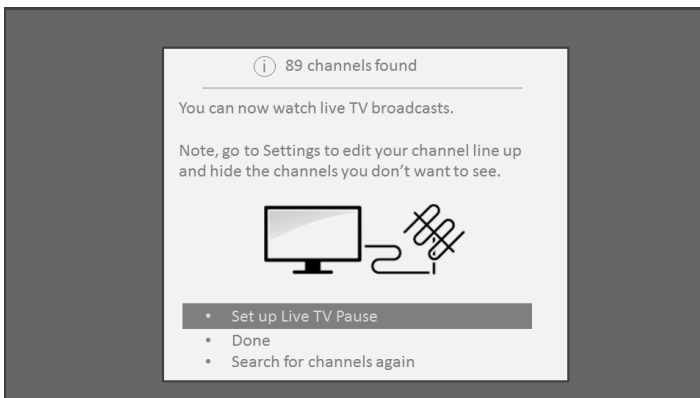 89 channels found
You can now watch live TV broadcasts.
Note, go to Settings to edit your channel line up
and hide the channels you don’t want to see.
• Set up Live TV Pause
• Done
• Search for channels again